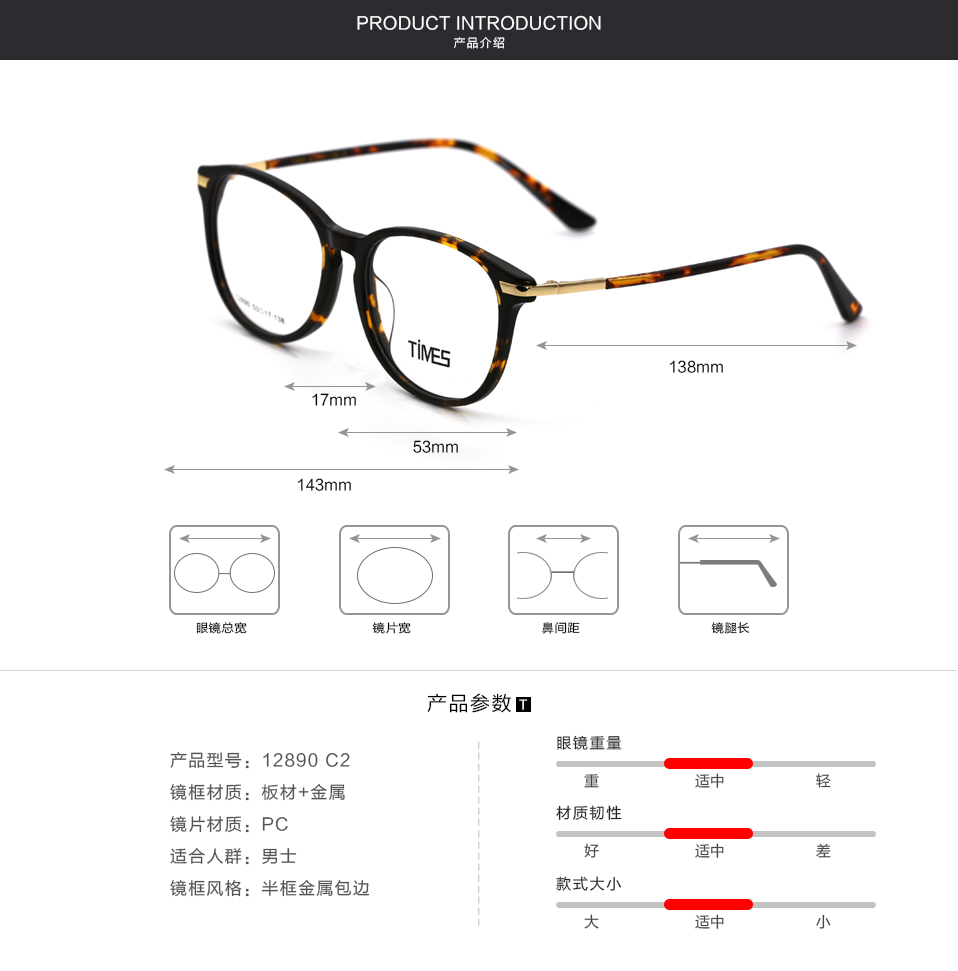 PRODUCT INTRODUCTION
产品介绍
53□17-138
TIMES
138mm
17mm
53mm
143mm
眼镜总宽
镜片宽
鼻间距
镜腿长
产品参数 T
产品型号：12890 C2
镜框材质：板材+金属
镜片材质：PC
适合人群：男士
镜框风格：半框金属包边
眼镜重量
重 适中 轻
材质韧性
好 适中 差
款式大小
大 适中 小